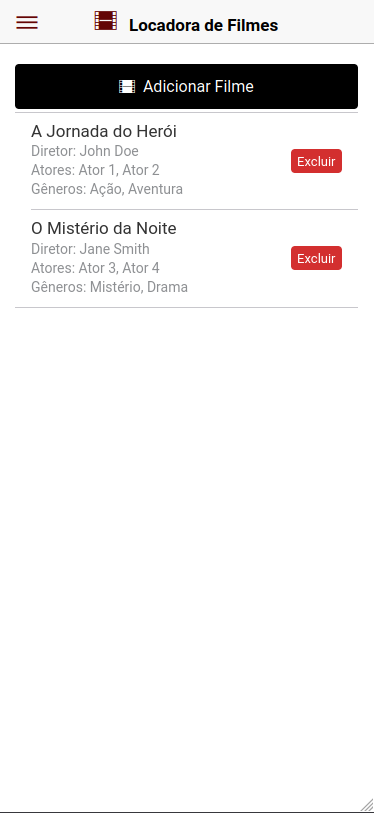 Locadora de Filmes
Adicionar Filme
A Jornada do Herói
Diretor: John Doe
Atores: Ator 1, Ator 2
Gêneros: Ação, Aventura
Excluir
O Mistério da Noite
Diretor: Jane Smith
Atores: Ator 3, Ator 4
Gêneros: Mistério, Drama
Excluir